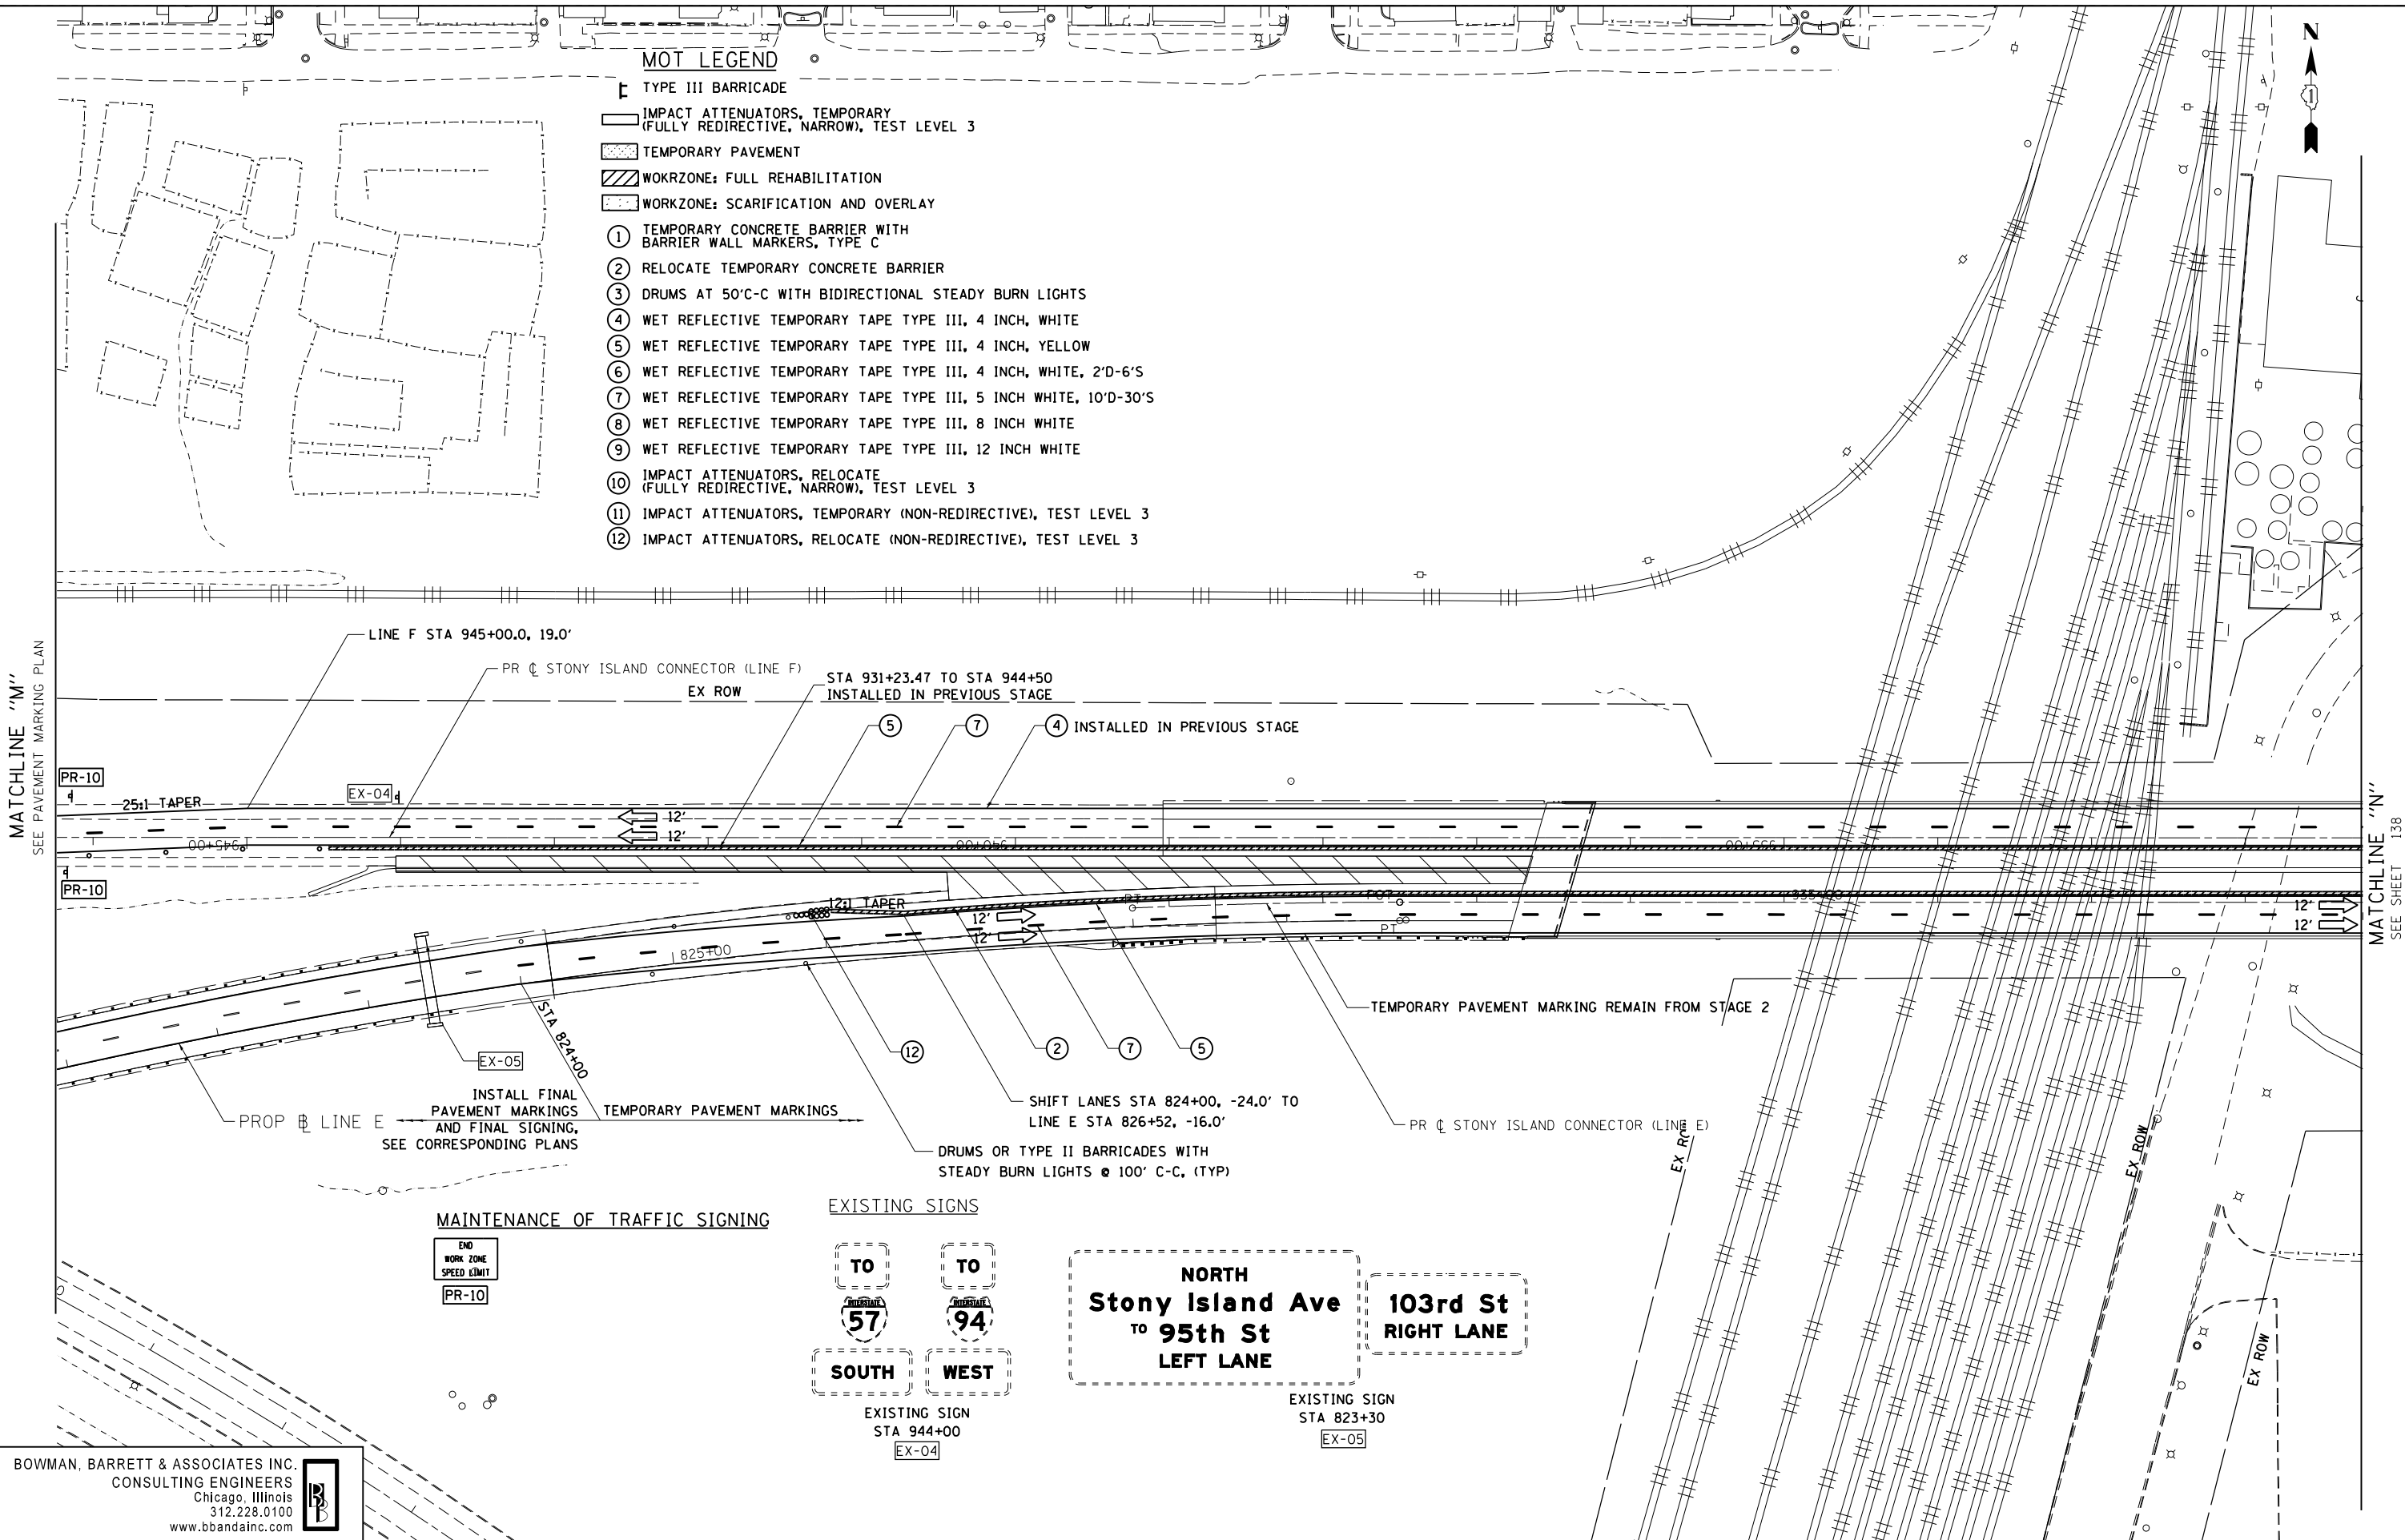 MOT LEGEND
TYPE III BARRICADE
IMPACT ATTENUATORS, TEMPORARY
(FULLY REDIRECTIVE, NARROW), TEST LEVEL 3
TEMPORARY PAVEMENT
WOKRZONE: FULL REHABILITATION
WORKZONE: SCARIFICATION AND OVERLAY
1 TEMPORARY CONCRETE BARRIER WITH
BARRIER WALL MARKERS, TYPE C
2 RELOCATE TEMPORARY CONCRETE BARRIER
3 DRUMS AT 50'C-C WITH BIDIRECTIONAL STEADY BURN LIGHTS
4 WET REFLECTIVE TEMPORARY TAPE TYPE III, 4 INCH, WHITE
5 WET REFLECTIVE TEMPORARY TAPE TYPE III, 4 INCH, YELLOW
6 WET REFLECTIVE TEMPORARY TAPE TYPE III, 4 INCH, WHITE, 2'D-6'S
7 WET REFLECTIVE TEMPORARY TAPE TYPE III, 5 INCH WHITE, 10'D-30'S
8 WET REFLECTIVE TEMPORARY TAPE TYPE III, 8 INCH WHITE
9 WET REFLECTIVE TEMPORARY TAPE TYPE III, 12 INCH WHITE
10 IMPACT ATTENUATORS, RELOCATE
(FULLY REDIRECTIVE, NARROW), TEST LEVEL 3
11 IMPACT ATTENUATORS, TEMPORARY (NON-REDIRECTIVE), TEST LEVEL 3
12 IMPACT ATTENUATORS, RELOCATE (NON-REDIRECTIVE), TEST LEVEL 3
N
1
MATCHLINE "M"
SEE PAVEMENT MARKING PLAN
LINE F STA 945+00.0, 19.0'
PR ℄ STONY ISLAND CONNECTOR (LINE F)
EX ROW
STA 931+23.47 TO STA 944+50
INSTALLED IN PREVIOUS STAGE
5
7
4 INSTALLED IN PREVIOUS STAGE
PR-10
25:1 TAPER
EX-04
12'
12'
945+00
940+00
935+00
PR-10
12:1 TAPER
12'
12'
PT
POT
PT
935+00
12'
12'
MATCHLINE "N"
SEE SHEET 138
825+00
STA 824+00
EX-05
12
2
7
5
TEMPORARY PAVEMENT MARKING REMAIN FROM STAGE 2
PROP ⅊ LINE E
INSTALL FINAL
PAVEMENT MARKINGS
AND FINAL SIGNING,
SEE CORRESPONDING PLANS
TEMPORARY PAVEMENT MARKINGS
SHIFT LANES STA 824+00, -24.0' TO
LINE E STA 826+52, -16.0'
DRUMS OR TYPE II BARRICADES WITH
STEADY BURN LIGHTS @ 100' C-C, (TYP)
PR ℄ STONY ISLAND CONNECTOR (LINE E)
EX ROW
EX ROW
EX ROW
MAINTENANCE OF TRAFFIC SIGNING
END
WORK ZONE
SPEED LIMIT
PR-10
EXISTING SIGNS
TO
INTERSTATE
57
SOUTH
TO
INTERSTATE
94
WEST
EXISTING SIGN
STA 944+00
EX-04
NORTH
Stony Island Ave
TO 95th St
LEFT LANE
103rd St
RIGHT LANE
EXISTING SIGN
STA 823+30
EX-05
BOWMAN, BARRETT & ASSOCIATES INC.
CONSULTING ENGINEERS
Chicago, Illinois
312.228.0100
www.bbandainc.com